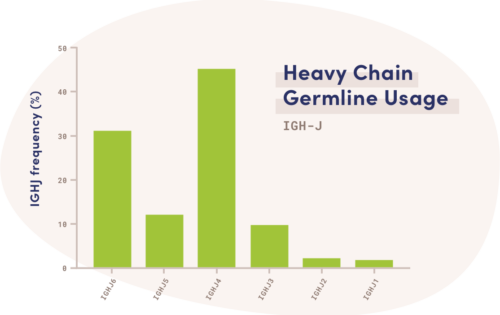 Heavy Chain
Germline Usage
IGH-J
IGHJ frequency (%)
50
40
30
20
10
0
IGHJ6
IGHJ5
IGHJ4
IGHJ3
IGHJ2
IGHJ1